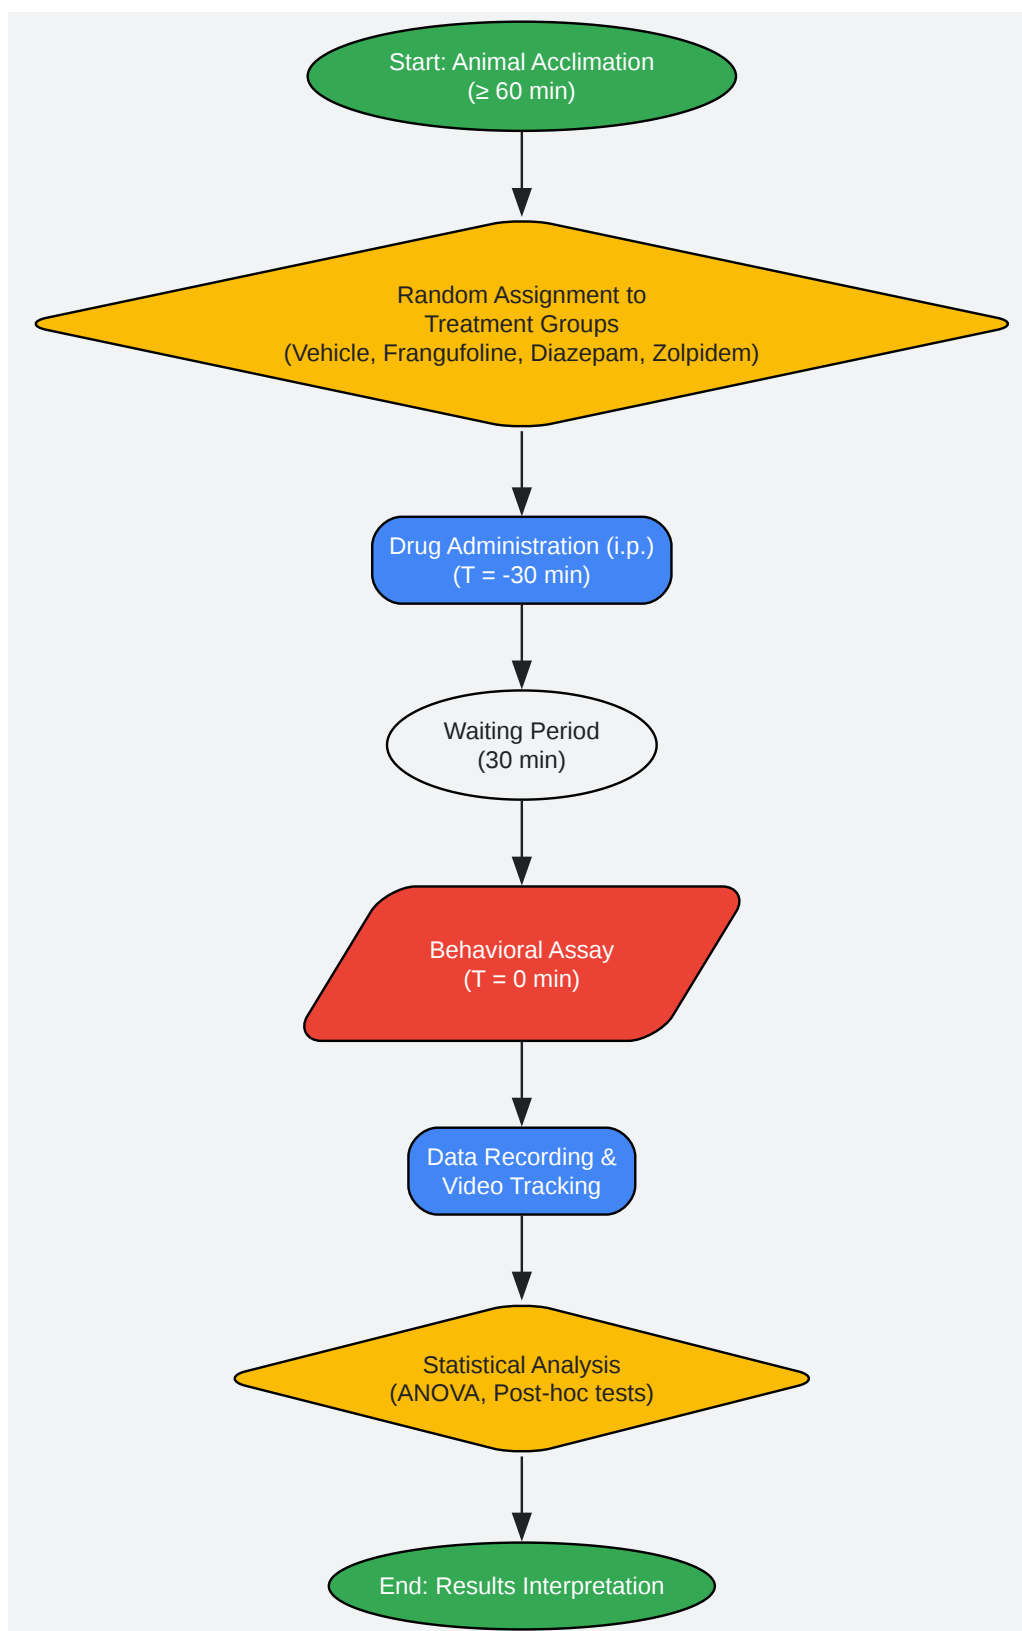 Start: Animal Acclimation
(≥ 60 min)
Random Assignment to
Treatment Groups
(Vehicle, Frangufoline, Diazepam, Zolpidem)
Drug Administration (i.p.)
(T = -30 min)
Waiting Period
(30 min)
Behavioral Assay
(T = 0 min)
Data Recording &
Video Tracking
Statistical Analysis
(ANOVA, Post-hoc tests)
End: Results Interpretation